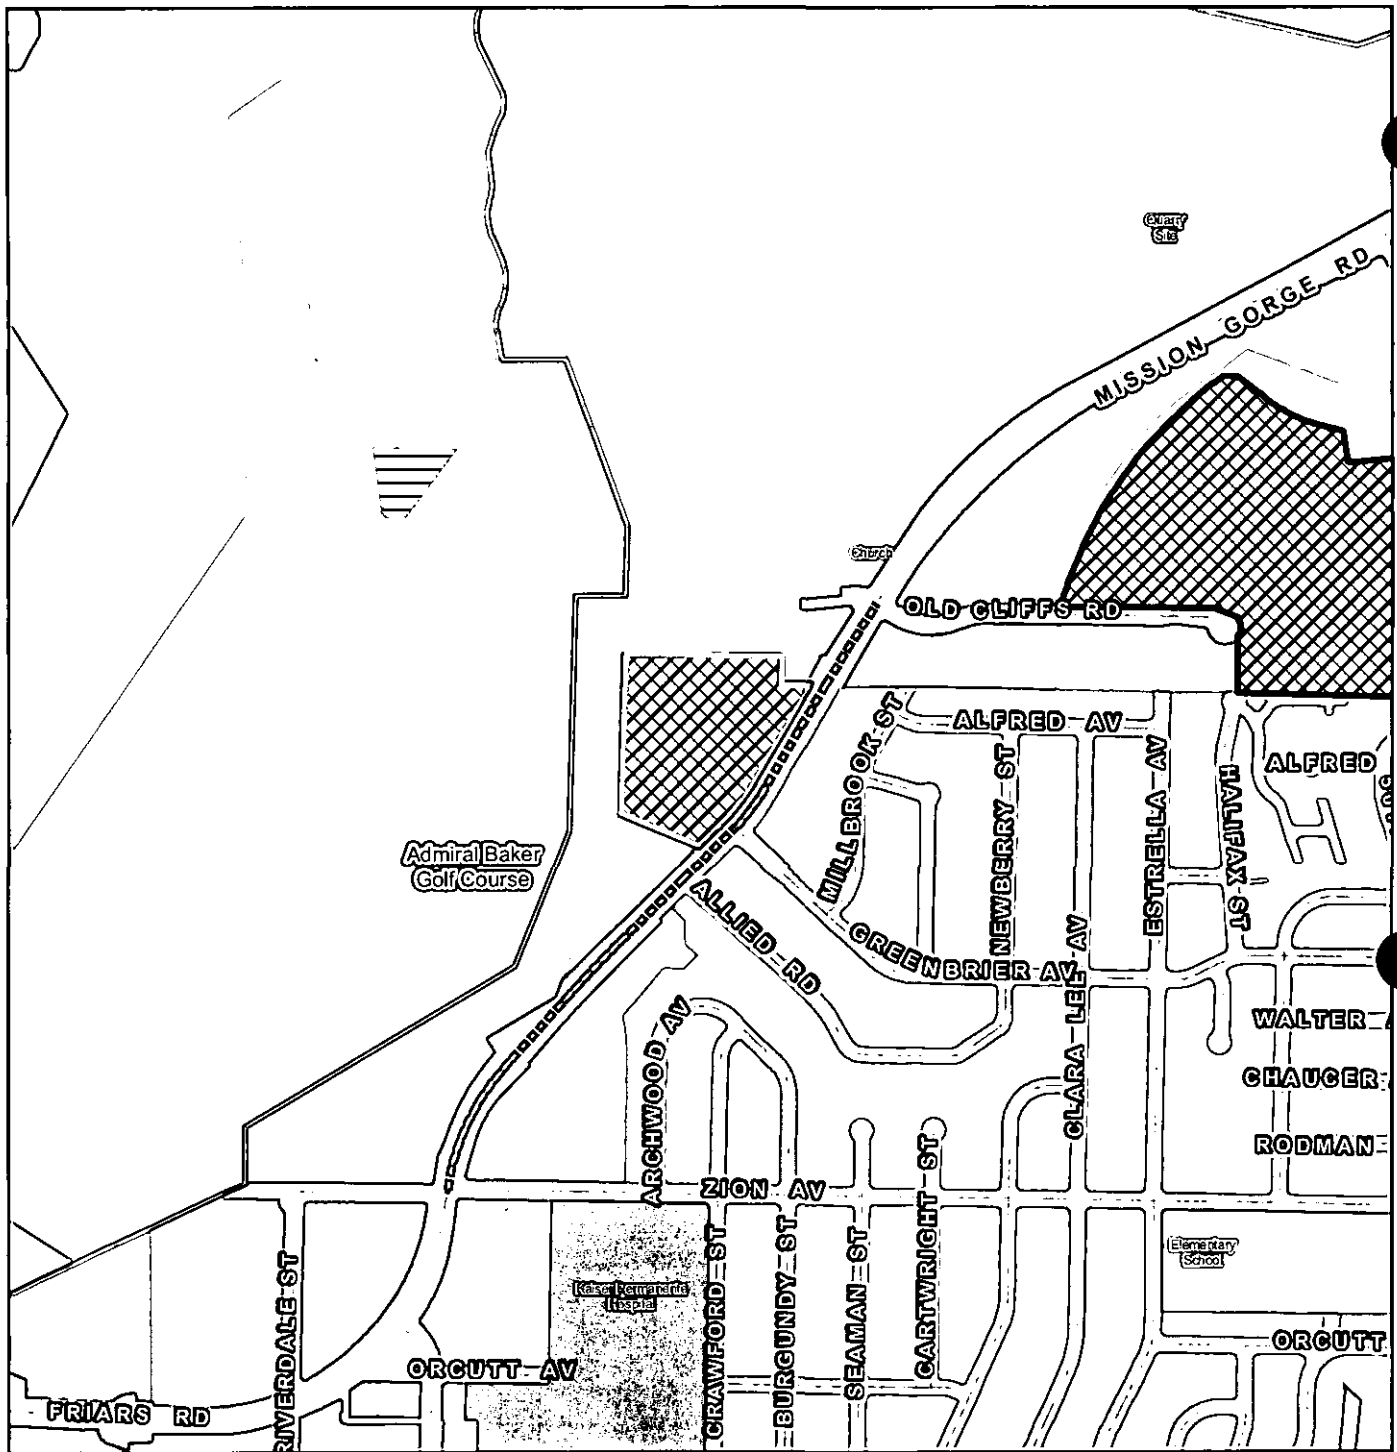 Quarry
Site
MISSION GORGE RD
Church
OLD CLIFFS RD
MILLBROOK ST
ALFRED AV
NEWBERRY ST
ESTRELLA AV
HALIFAX ST
ALFRED
Admiral Baker
Golf Course
ALLIED RD
GREENBRIER AV
CLARA LEE AV
ARCHWOOD AV
WALTER
CHAUCER
RODMAN
ZION AV
CRAWFORD ST
BURGUNDY ST
SEAMAN ST
CARTWRIGHT ST
Elementary
School
Kaiser Permanente
Hospital
RIVERDALE ST
ORCUTT AV
ORCUTT
FRIARS RD